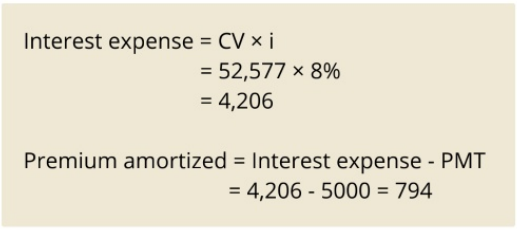 Interest expense = CV × i
= 52,577 × 8%
= 4,206
Premium amortized = Interest expense - PMT
= 4,206 - 5000 = 794